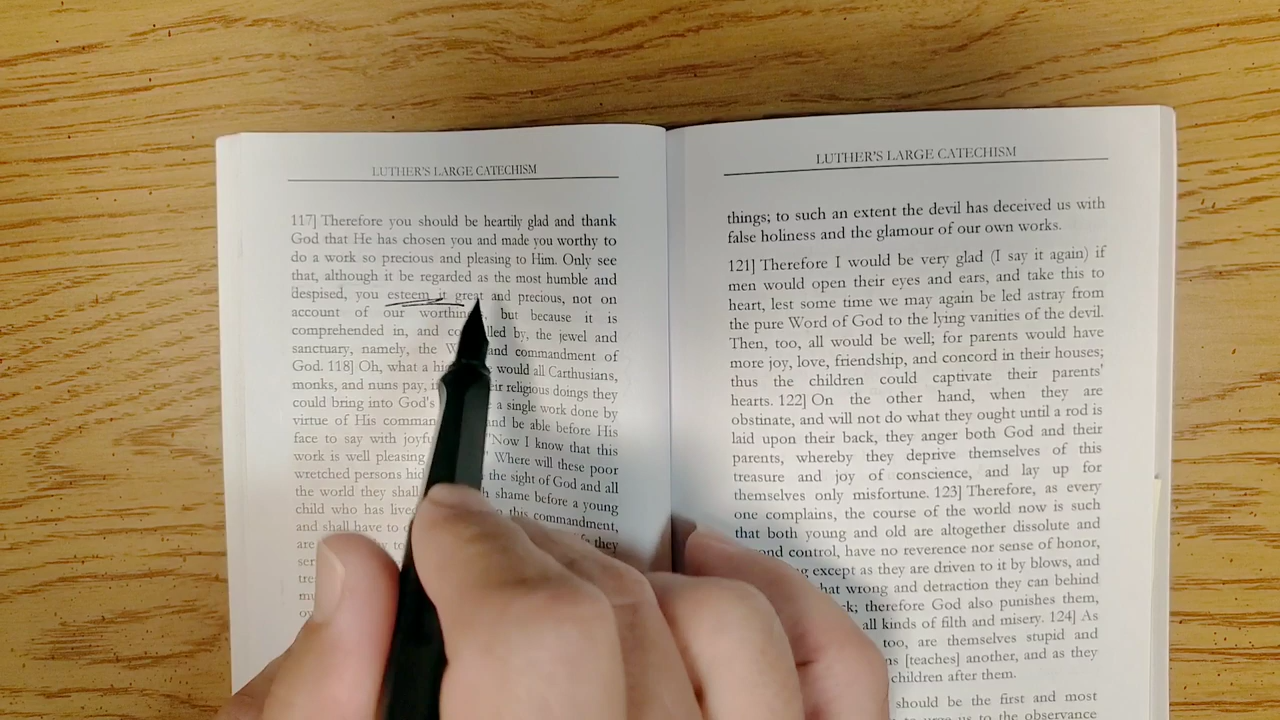 LUTHER'S LARGE CATECHISM
117] Therefore you should be heartily glad and thank
God that He has chosen you and made you worthy to
do a work so precious and pleasing to Him. Only see
that, although it be regarded as the most humble and
despised, you esteem it great and precious, not on
account of our worthiness, but because it is
comprehended in, and controlled by, the jewel and
sanctuary, namely, the Word and commandment of
God. 118] Oh, what a would all Carthusians,
monks, and nuns pay, their religious doings they
could bring into God's a single work done by
virtue of His and be able before His
face to say with "Now I know that this
work is well pleasing Where will these poor
wretched persons the sight of God and all
the world they shall shame before a young
child who has this commandment,
and shall have to they
are to
LUTHER'S LARGE CATECHISM
things; to such an extent the devil has deceived us with
false holiness and the glamour of our own works.
121] Therefore I would be very glad (I say it again) if
men would open their eyes and ears, and take this to
heart, lest some time we may again be led astray from
the pure Word of God to the lying vanities of the devil.
Then, too, all would be well; for parents would have
more joy, love, friendship, and concord in their houses;
thus the children could captivate their parents'
hearts. 122] On the other hand, when they are
obstinate, and will not do what they ought until a rod is
laid upon their back, they anger both God and their
parents, whereby they deprive themselves of this
treasure and joy of conscience, and lay up for
themselves only misfortune. 123] Therefore, as every
one complains, the course of the world now is such
that both young and old are altogether dissolute and
control, have no reverence nor sense of honor,
except as they are driven to it by blows, and
what wrong and detraction they can behind
therefore God also punishes them,
all kinds of filth and misery. 124] As
too, are themselves stupid and
[teaches] another, and as they
children after them.
should be the first and most
us to the observance